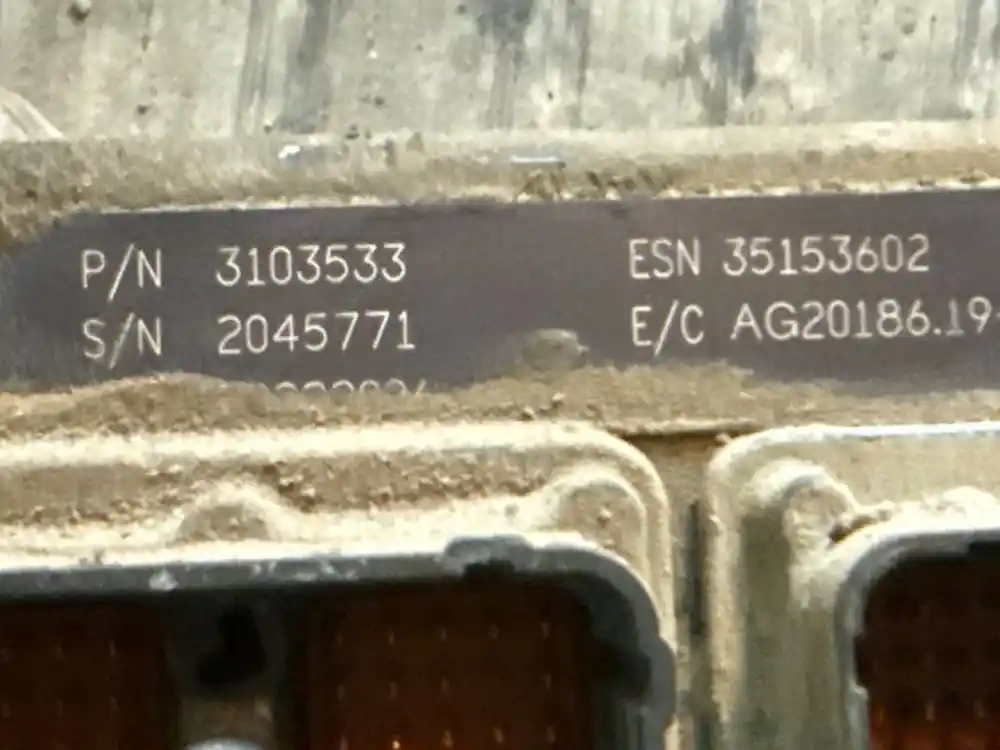 P/N 3103533
ESN 35153602
S/N 2045771
E/C AG20186.19